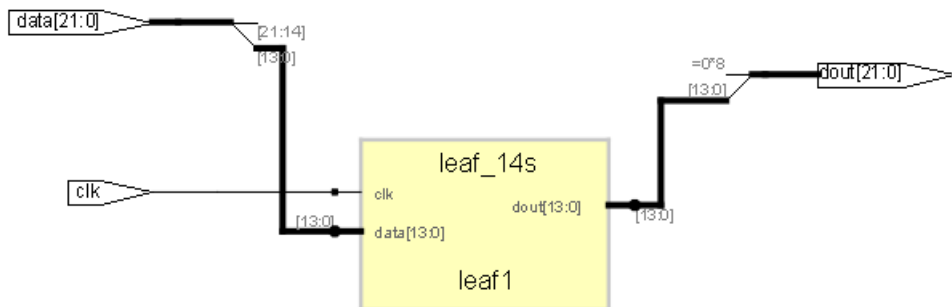 data[21:0]
[21:14]
[13:0]
=0*8
dout[21:0]
[13:0]
leaf_14s
clk
clk
dout[13:0]
[13:0]
[13:0]
data[13:0]
leaf1